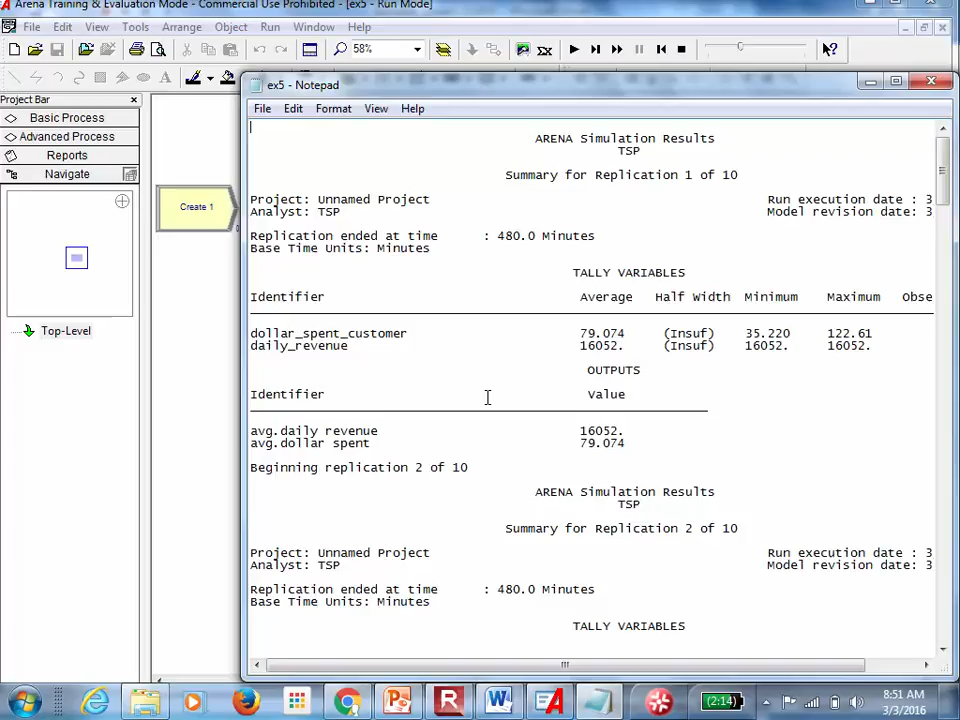 Arena Training & Evaluation Mode - Commercial Use Prohibited - [ex5 - Run Mode]
File Edit View Tools Arrange Object Run Window Help
58%
Project Bar
Basic Process
Advanced Process
Reports
Navigate
Top-Level
Create 1
ex5 - Notepad
File Edit Format View Help
ARENA Simulation Results
TSP
Summary for Replication 1 of 10
Project: Unnamed Project Run execution date : 3
Analyst: TSP Model revision date: 3
Replication ended at time : 480.0 Minutes
Base Time Units: Minutes
TALLY VARIABLES
Identifier Average Half Width Minimum Maximum Obse
dollar_spent_customer 79.074 (Insuf) 35.220 122.61
daily_revenue 16052. (Insuf) 16052. 16052.
OUTPUTS
Identifier Value
avg.daily revenue 16052.
avg.dollar spent 79.074
Beginning replication 2 of 10
ARENA Simulation Results
TSP
Summary for Replication 2 of 10
Project: Unnamed Project Run execution date : 3
Analyst: TSP Model revision date: 3
Replication ended at time : 480.0 Minutes
Base Time Units: Minutes
TALLY VARIABLES
(2:14)
8:51 AM
3/3/2016